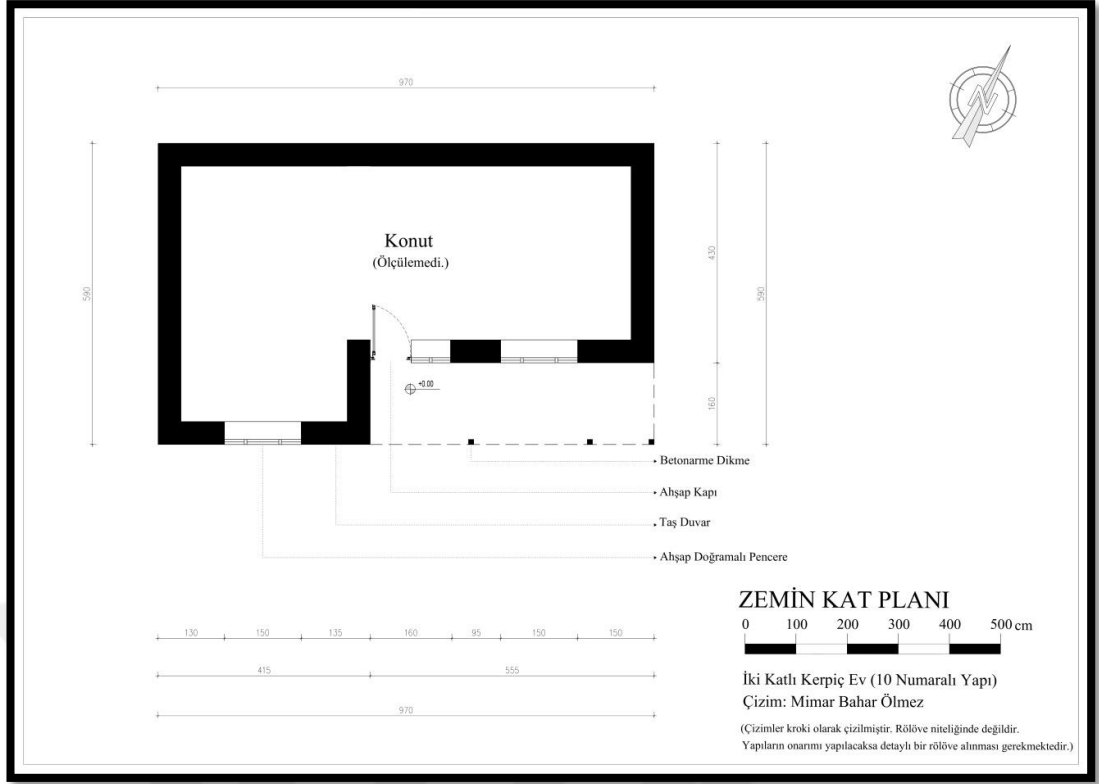 970
N
590
Konut
(Ölçülemedi.)
430
590
+0.00
160
Betonarme Dikme
Ahşap Kapı
Taş Duvar
Ahşap Doğramalı Pencere
130 150 135 160 95 150 150
415 555
970
ZEMİN KAT PLANI
0 100 200 300 400 500 cm
İki Katlı Kerpiç Ev (10 Numaralı Yapı)
Çizim: Mimar Bahar Ölmez
(Çizimler kroki olarak çizilmiştir. Rölöve niteliğinde değildir.
Yapıların onarımı yapılacaksa detaylı bir rölöve alınması gerekmektedir.)